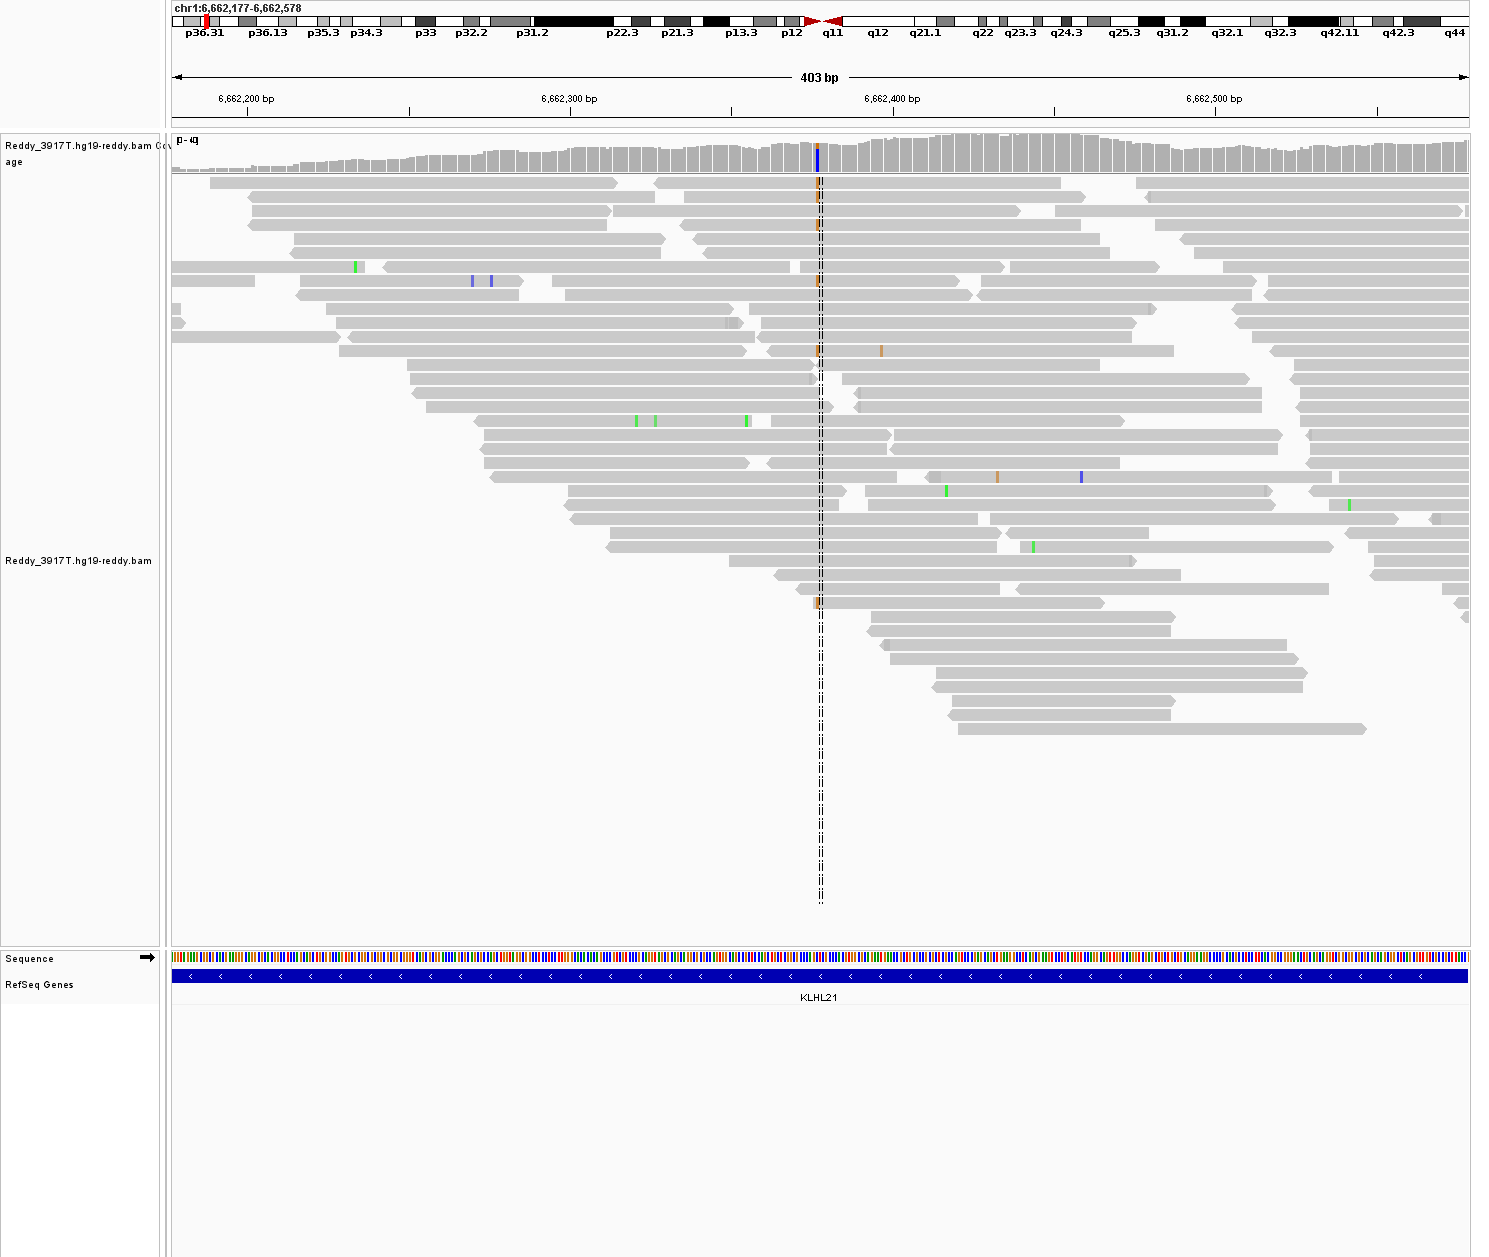 chr1:6,662,177-6,662,578
p36.31 p36.13 p35.3 p34.3 p33 p32.2 p31.2 p22.3 p21.3 p13.3 p12 q11 q12 q21.1 q22 q23.3 q24.3 q25.3 q31.2 q32.1 q32.3 q42.11 q42.3 q44
403 bp
6,662,200 bp 6,662,300 bp 6,662,400 bp 6,662,500 bp
Reddy_3917T.hg19-reddy.bam Cov
age
Reddy_3917T.hg19-reddy.bam
Sequence
RefSeq Genes
KLHL21